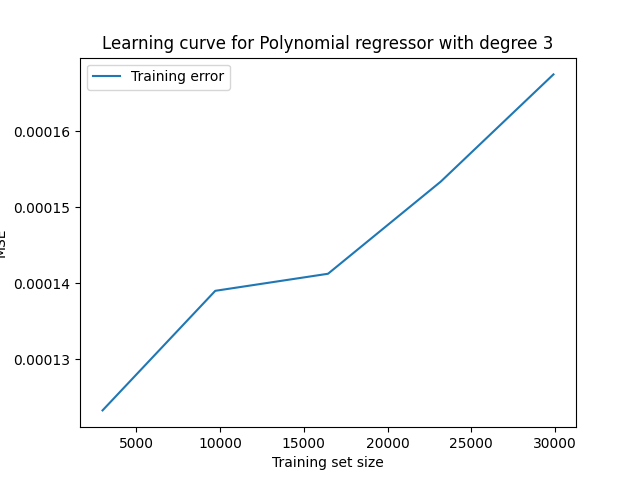 Learning curve for Polynomial regressor with degree 3
Training error
0.00016
0.00015
0.00014
0.00013
MSE
5000 10000 15000 20000 25000 30000
Training set size